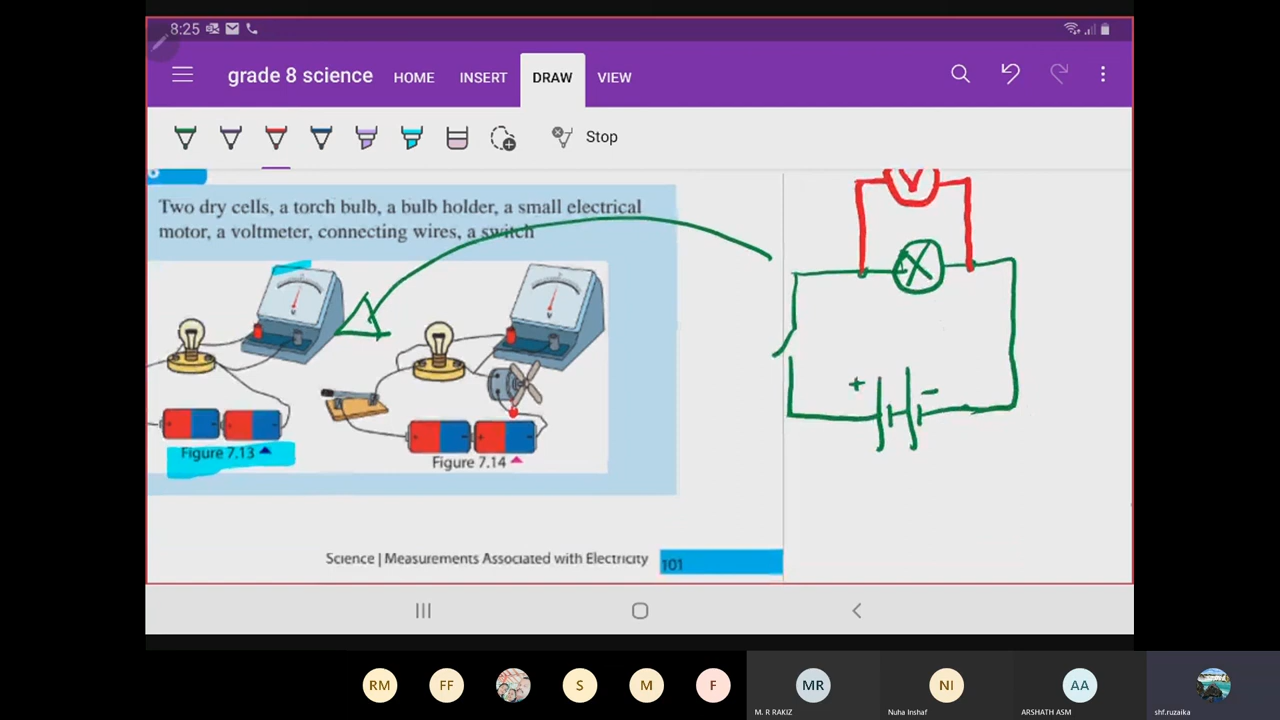 8:25
grade 8 science HOME INSERT DRAW VIEW
Stop
Two dry cells, a torch bulb, a bulb holder, a small electrical
motor, a voltmeter, connecting wires, a switch
V
+ -
Figure 7.13
Figure 7.14
Science | Measurements Associated with Electricity 101
RM FF S M F MR NI AA
M. R RAKIZ Nuha Inshaf ARSHATH ASM shf.ruzaika